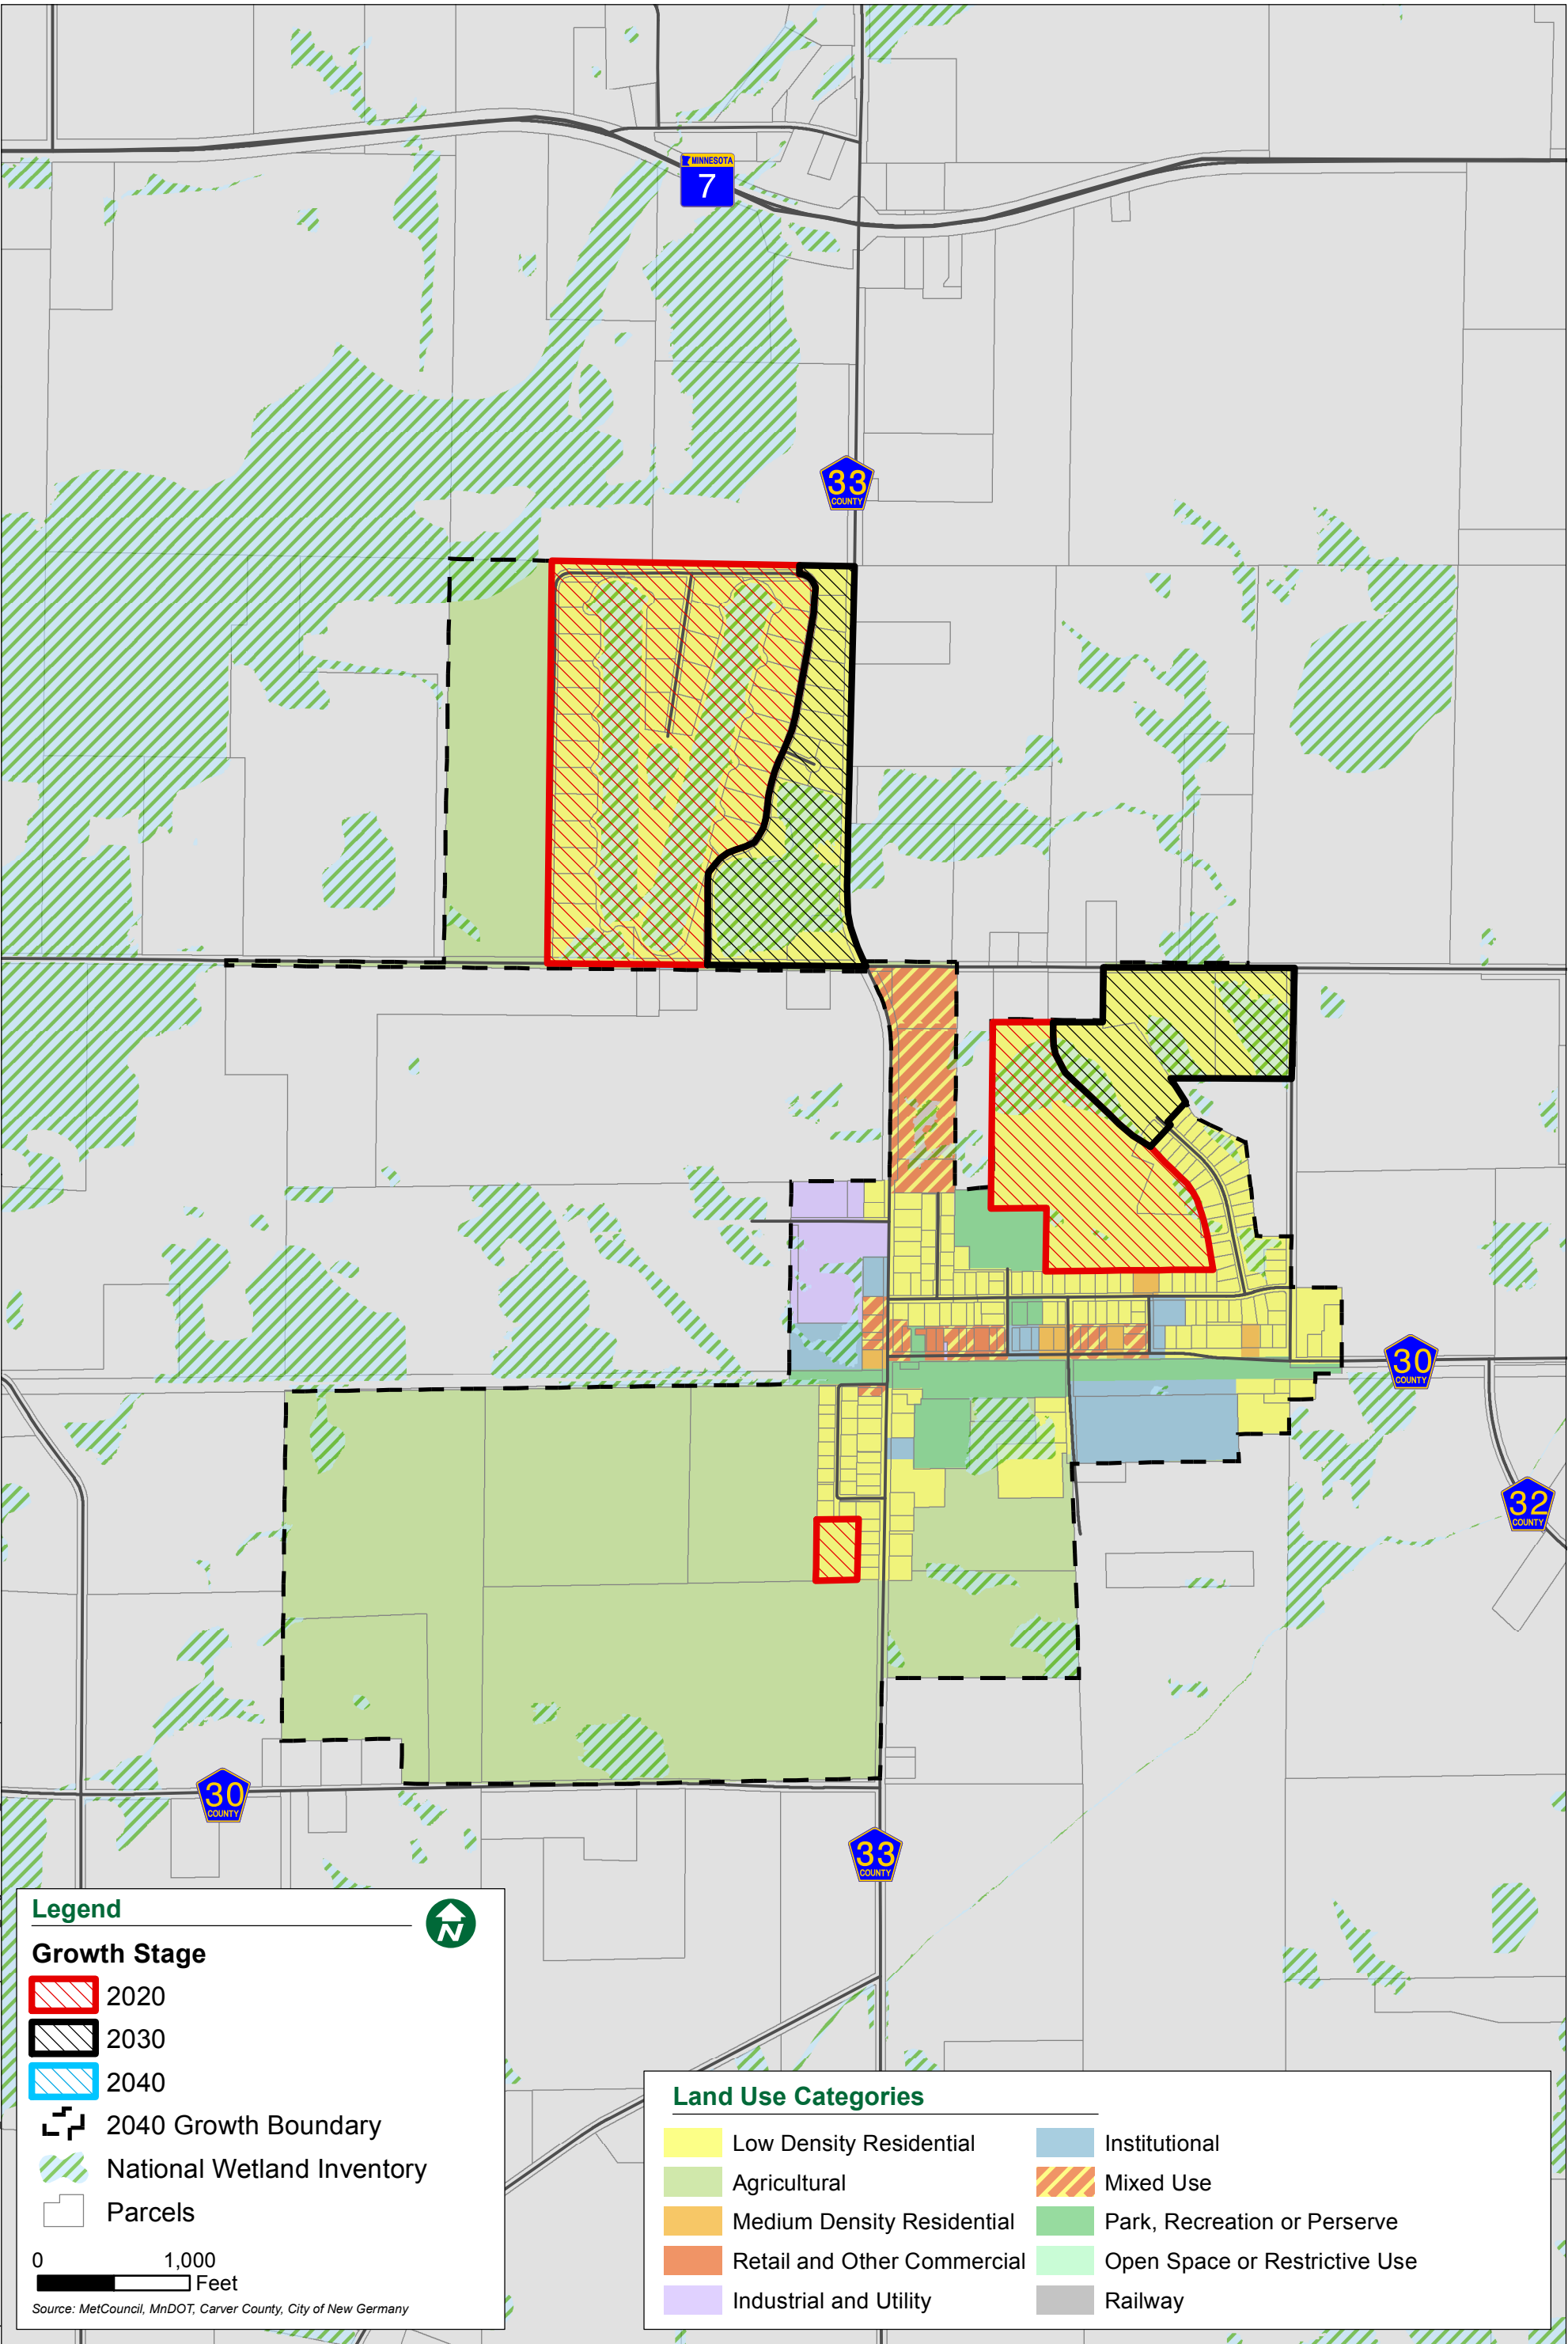 MINNESOTA
7
33
COUNTY
30
COUNTY
32
COUNTY
30
COUNTY
33
COUNTY
Legend
N
Growth Stage
2020
2030
2040
2040 Growth Boundary
National Wetland Inventory
Parcels
0 1,000
Feet
Source: MetCouncil, MnDOT, Carver County, City of New Germany
Land Use Categories
Low Density Residential
Agricultural
Medium Density Residential
Retail and Other Commercial
Industrial and Utility
Institutional
Mixed Use
Park, Recreation or Perserve
Open Space or Restrictive Use
Railway